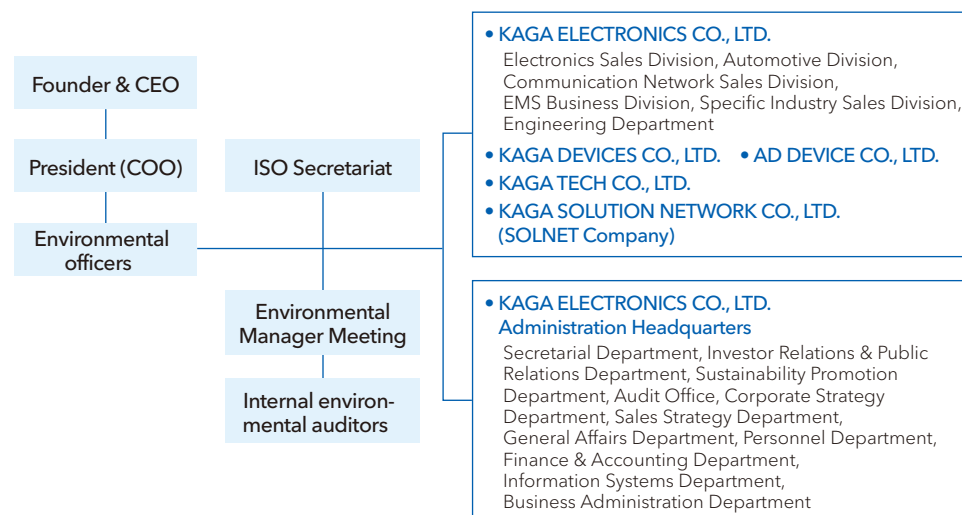 Founder & CEO
President (COO)
Environmental
officers
ISO Secretariat
Environmental
Manager Meeting
Internal environ-
mental auditors
• KAGA ELECTRONICS CO., LTD.
Electronics Sales Division, Automotive Division,
Communication Network Sales Division,
EMS Business Division, Specific Industry Sales Division,
Engineering Department
• KAGA DEVICES CO., LTD. • AD DEVICE CO., LTD.
• KAGA TECH CO., LTD.
• KAGA SOLUTION NETWORK CO., LTD.
(SOLNET Company)
• KAGA ELECTRONICS CO., LTD.
Administration Headquarters
Secretarial Department, Investor Relations & Public
Relations Department, Sustainability Promotion
Department, Audit Office, Corporate Strategy
Department, Sales Strategy Department,
General Affairs Department, Personnel Department,
Finance & Accounting Department,
Information Systems Department,
Business Administration Department